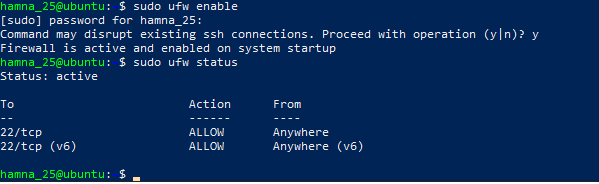 hamna_25@ubuntu: $ sudo ufw enable
[sudo] password for hamna_25:
Command may disrupt existing ssh connections. Proceed with operation (y|n)? y
Firewall is active and enabled on system startup
hamna_25@ubuntu: $ sudo ufw status
Status: active
To Action From
-- ------ ----
22/tcp ALLOW Anywhere
22/tcp (v6) ALLOW Anywhere (v6)
hamna_25@ubuntu: $